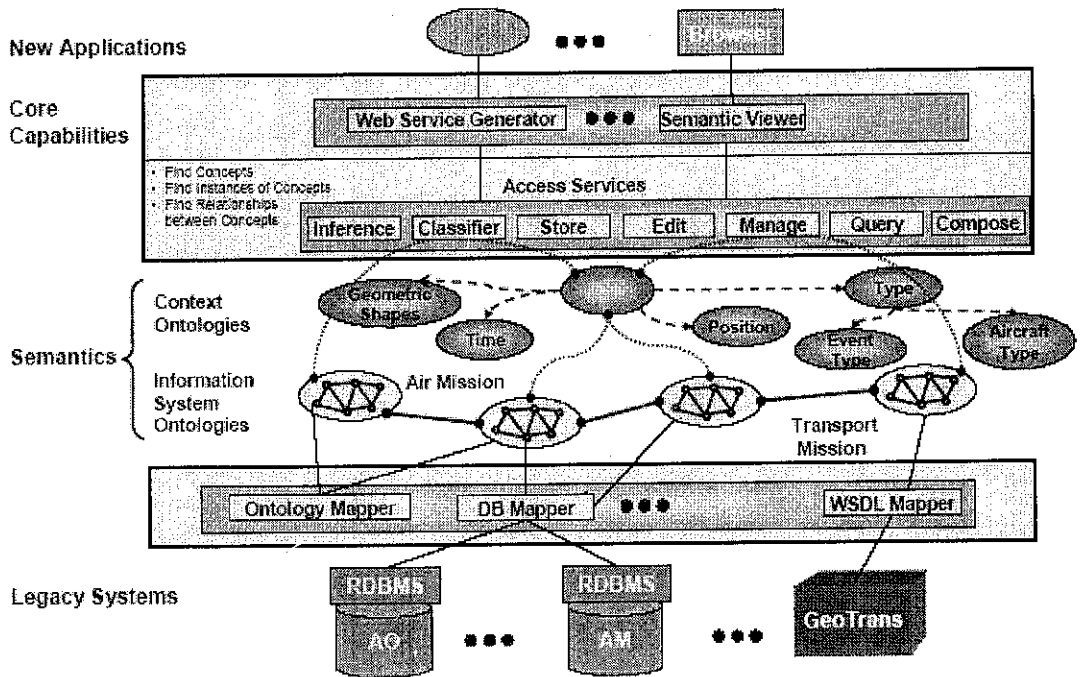 New Applications
Browser
Core
Capabilities
Web Service Generator
Semantic Viewer
• Find Concepts
• Find Instances of Concepts
• Find Relationships
between Concepts
Access Services
Inference
Classifier
Store
Edit
Manage
Query
Compose
Semantics
Context
Ontologies
Geometric
Shapes
Time
Position
Type
Event
Type
Aircraft
Type
Information
System
Ontologies
Air Mission
Transport
Mission
Ontology Mapper
DB Mapper
WSDL Mapper
Legacy Systems
RDBMS
AO
RDBMS
AM
GeoTrans